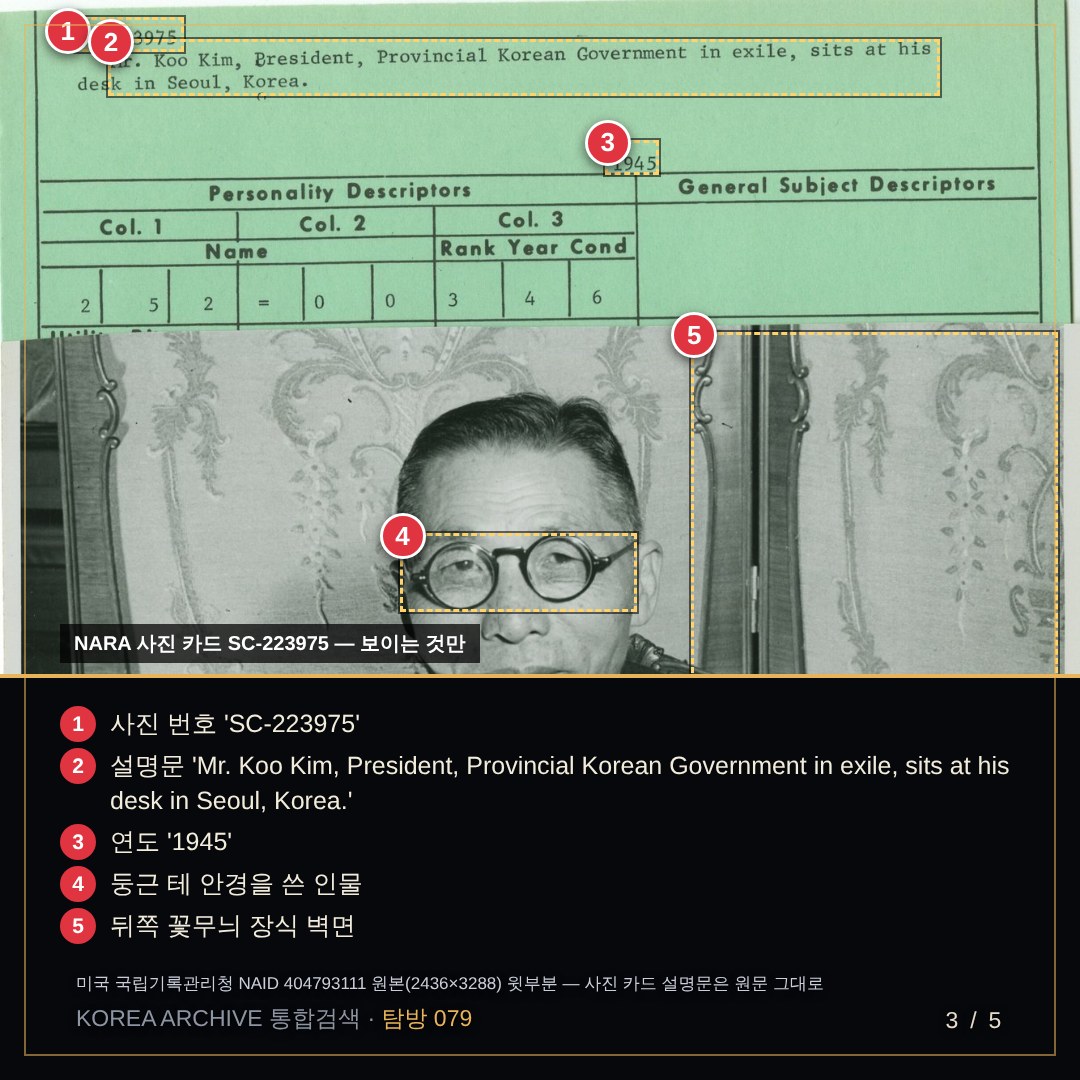 1
2
3975
Mr. Koo Kim, President, Provincial Korean Government in exile, sits at his
desk in Seoul, Korea.
3
1945
Personality Descriptors
General Subject Descriptors
Col. 1
Col. 2
Col. 3
Name
Rank Year Cond
2 5 2 = 0 0 3 4 6
5
4
NARA 사진 카드 SC-223975 — 보이는 것만
1 사진 번호 'SC-223975'
2 설명문 'Mr. Koo Kim, President, Provincial Korean Government in exile, sits at his
desk in Seoul, Korea.'
3 연도 '1945'
4 둥근 테 안경을 쓴 인물
5 뒤쪽 꽃무늬 장식 벽면
미국 국립기록관리청 NAID 404793111 원본(2436×3288) 윗부분 — 사진 카드 설명문은 원문 그대로
KOREA ARCHIVE 통합검색 · 탐방 079
3 / 5